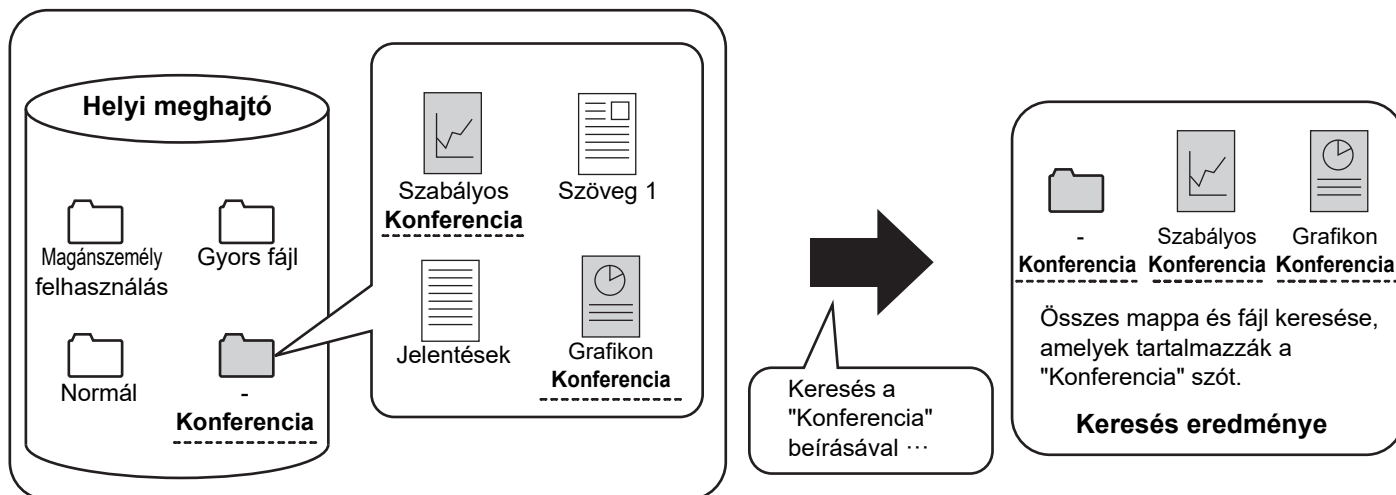 Helyi meghajtó
Magánszemély
felhasználás
Gyors fájl
Normál
-
Konferencia
Szabályos
Konferencia
Szöveg 1
Jelentések
Grafikon
Konferencia
Keresés a
"Konferencia"
beírásával ···
-
Konferencia
Szabályos
Konferencia
Grafikon
Konferencia
Összes mappa és fájl keresése,
amelyek tartalmazzák a
"Konferencia" szót.
Keresés eredménye